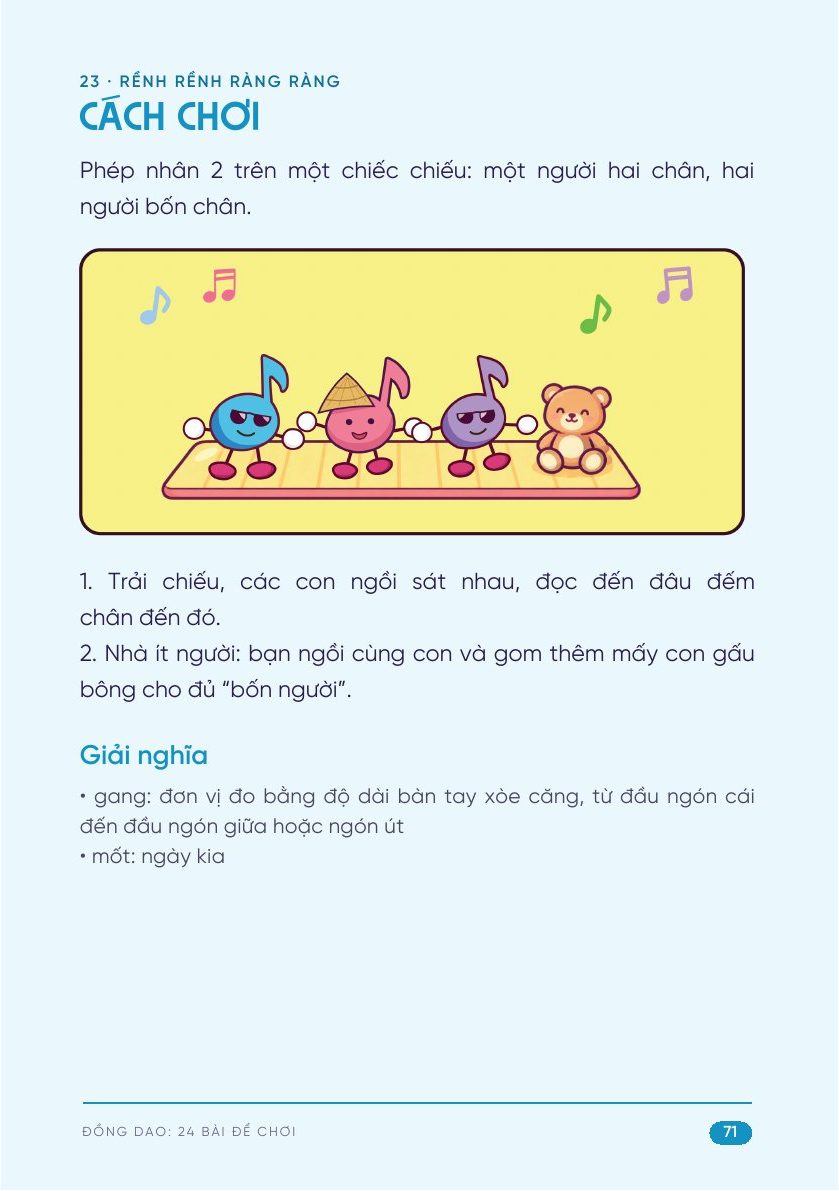 23 · RỀNH RỀNH RÀNG RÀNG
CÁCH CHƠI
Phép nhân 2 trên một chiếc chiếu: một người hai chân, hai
người bốn chân.
1. Trải chiếu, các con ngồi sát nhau, đọc đến đâu đếm
chân đến đó.
2. Nhà ít người: bạn ngồi cùng con và gom thêm mấy con gấu
bông cho đủ “bốn người”.
Giải nghĩa
• gang: đơn vị đo bằng độ dài bàn tay xòe căng, từ đầu ngón cái
đến đầu ngón giữa hoặc ngón út
• mốt: ngày kia
ĐỒNG DAO: 24 BÀI ĐỂ CHƠI
71